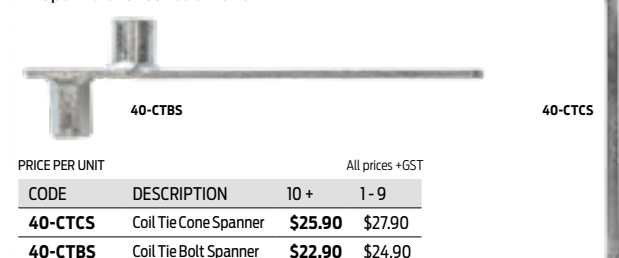 40-CTBS
40-CTCS
PRICE PER UNIT All prices +GST
CODE DESCRIPTION 10 + 1 - 9
40-CTCS Coil Tie Cone Spanner $25.90 $27.90
40-CTBS Coil Tie Bolt Spanner $22.90 $24.90